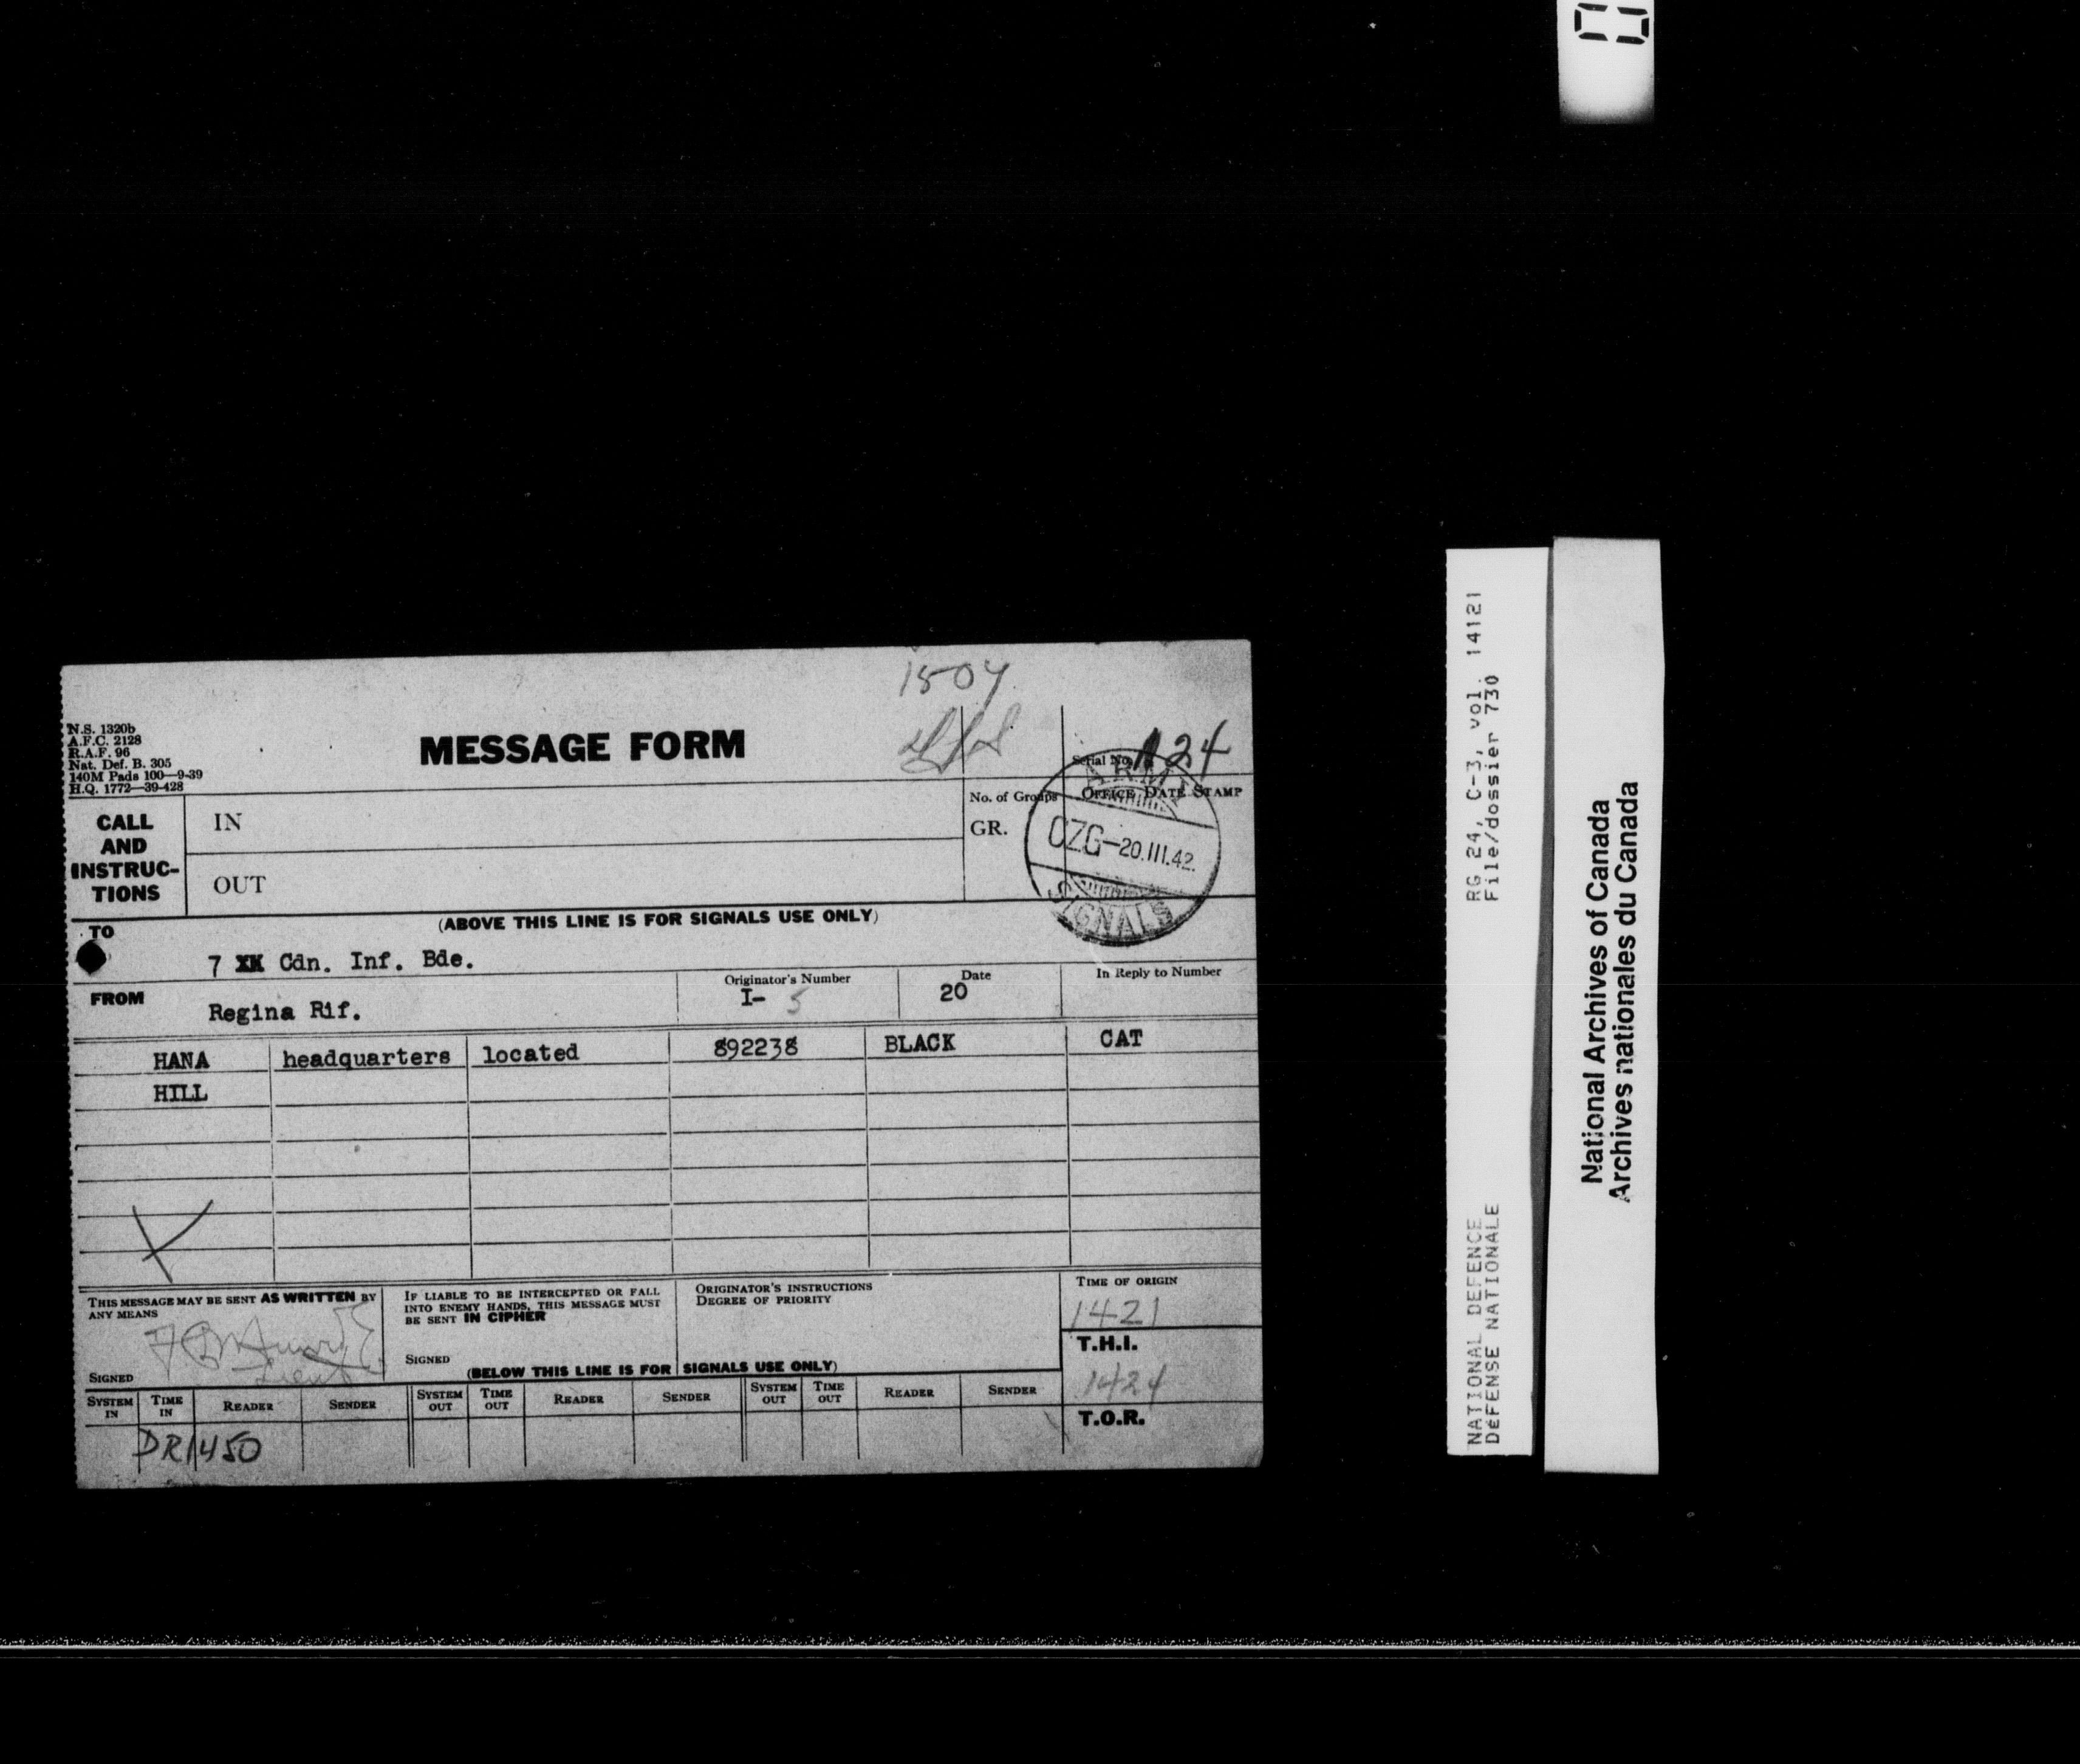 1504
N.S. 1320b
A.F.C. 2128
R.A.F. 96
Nat. Def. B. 305
140M Pads 100—9-39
H.Q. 1772—39-428
MESSAGE FORM
Serial No. 124
CALL AND INSTRUC-TIONS
IN
OUT
No. of Groups
GR.
OFFICE DATE STAMP
ARMY
CZG-20.III.42.
SIGNALS
(ABOVE THIS LINE IS FOR SIGNALS USE ONLY)
TO
7 XX Cdn. Inf. Bde.
FROM
Regina Rif.
Originator's Number
I- 5
Date
20
In Reply to Number
HANA headquarters located 892238 BLACK CAT
HILL
THIS MESSAGE MAY BE SENT AS WRITTEN BY
ANY MEANS
SIGNED
Lieut
IF LIABLE TO BE INTERCEPTED OR FALL
INTO ENEMY HANDS, THIS MESSAGE MUST
BE SENT IN CIPHER
SIGNED
ORIGINATOR'S INSTRUCTIONS
DEGREE OF PRIORITY
TIME OF ORIGIN
1421
T.H.I.
1424
T.O.R.
(BELOW THIS LINE IS FOR SIGNALS USE ONLY)
SYSTEM IN TIME IN READER SENDER SYSTEM OUT TIME OUT READER SENDER SYSTEM OUT TIME OUT READER SENDER
DR 1450
NATIONAL DEFENCE RG 24, C-3, vol. 14121
DéFENSE NATIONALE File/dossier 730
National Archives of Canada
Archives nationales du Canada